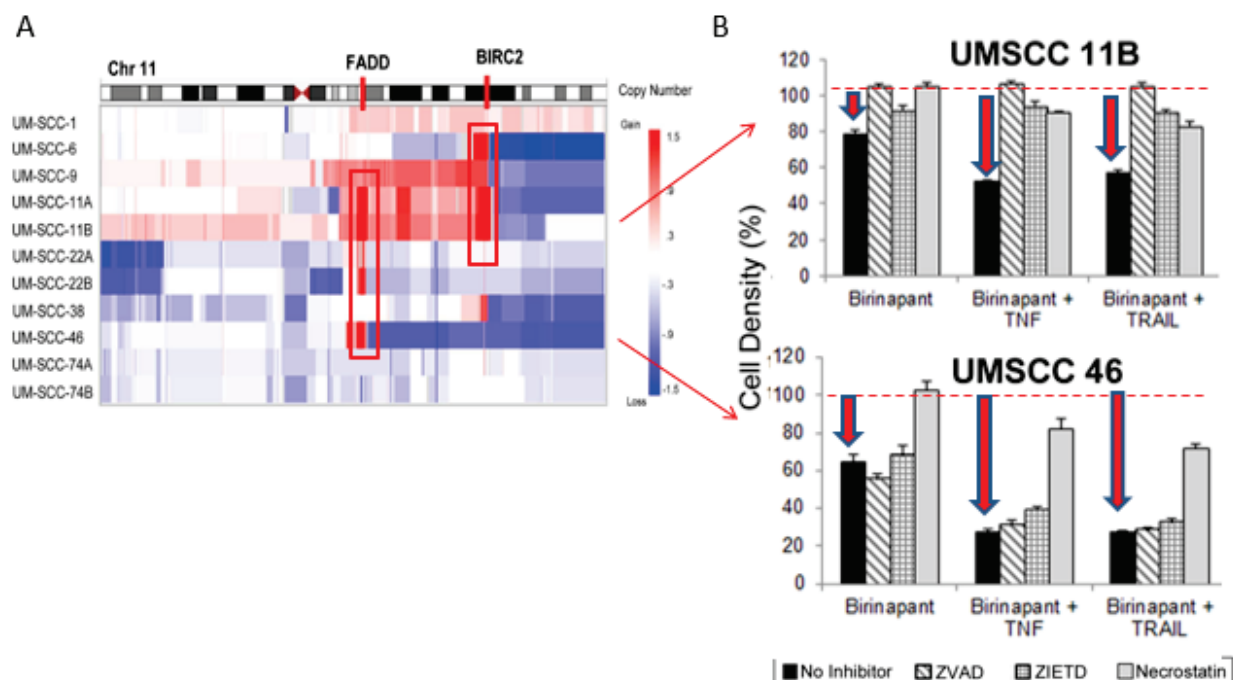 A
Chr 11
FADD
BIRC2
Copy Number
Gain
1.5
.9
.3
-.3
-.9
-1.5
Loss
UM-SCC-1
UM-SCC-6
UM-SCC-9
UM-SCC-11A
UM-SCC-11B
UM-SCC-22A
UM-SCC-22B
UM-SCC-38
UM-SCC-46
UM-SCC-74A
UM-SCC-74B
B
Cell Density (%)
UMSCC 11B
120
100
80
60
40
20
0
Birinapant
Birinapant +
TNF
Birinapant +
TRAIL
UMSCC 46
120
100
80
60
40
20
0
Birinapant
Birinapant +
TNF
Birinapant +
TRAIL
No Inhibitor ZVAD ZIETD Necrostatin